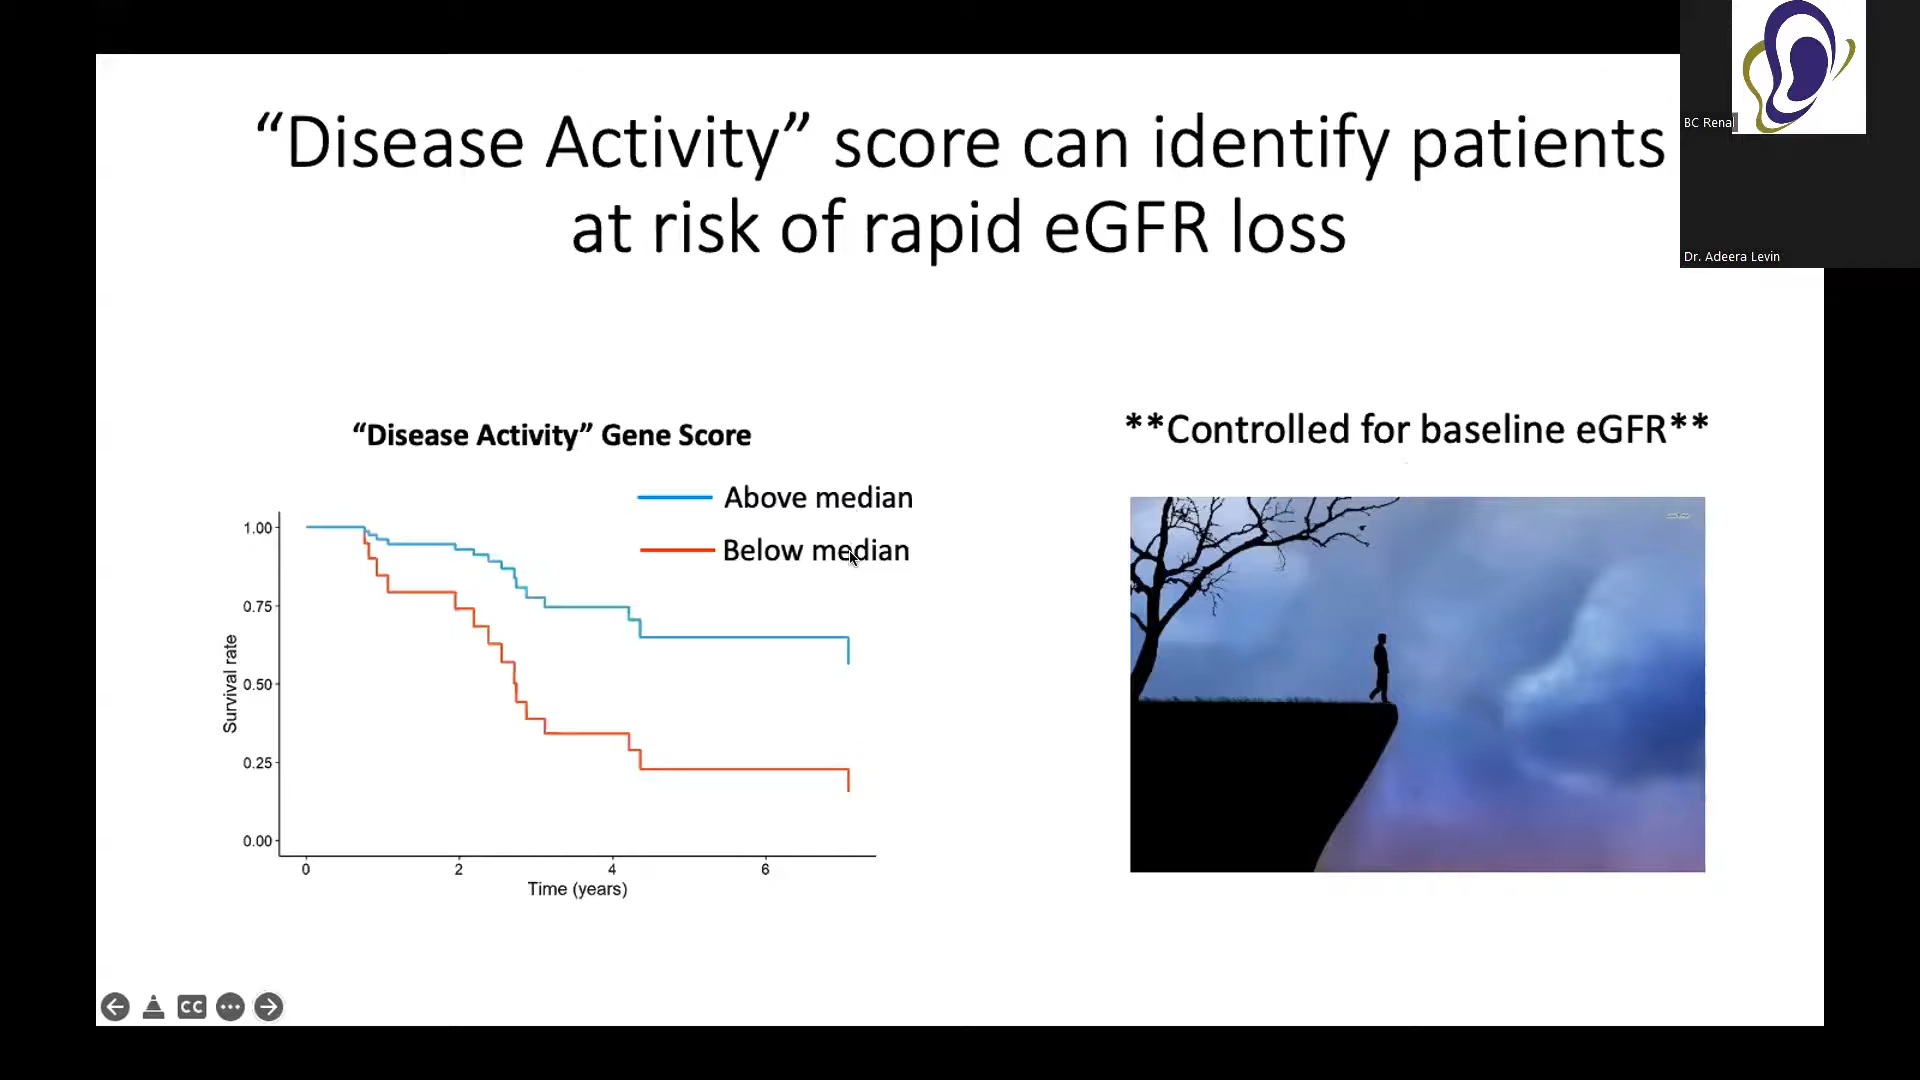 “Disease Activity” score can identify patients
at risk of rapid eGFR loss
BC Renal
Dr. Adeera Levin
“Disease Activity” Gene Score
Above median
Below median
1.00
0.75
0.50
0.25
0.00
Survival rate
0 2 4 6
Time (years)
**Controlled for baseline eGFR**
CC